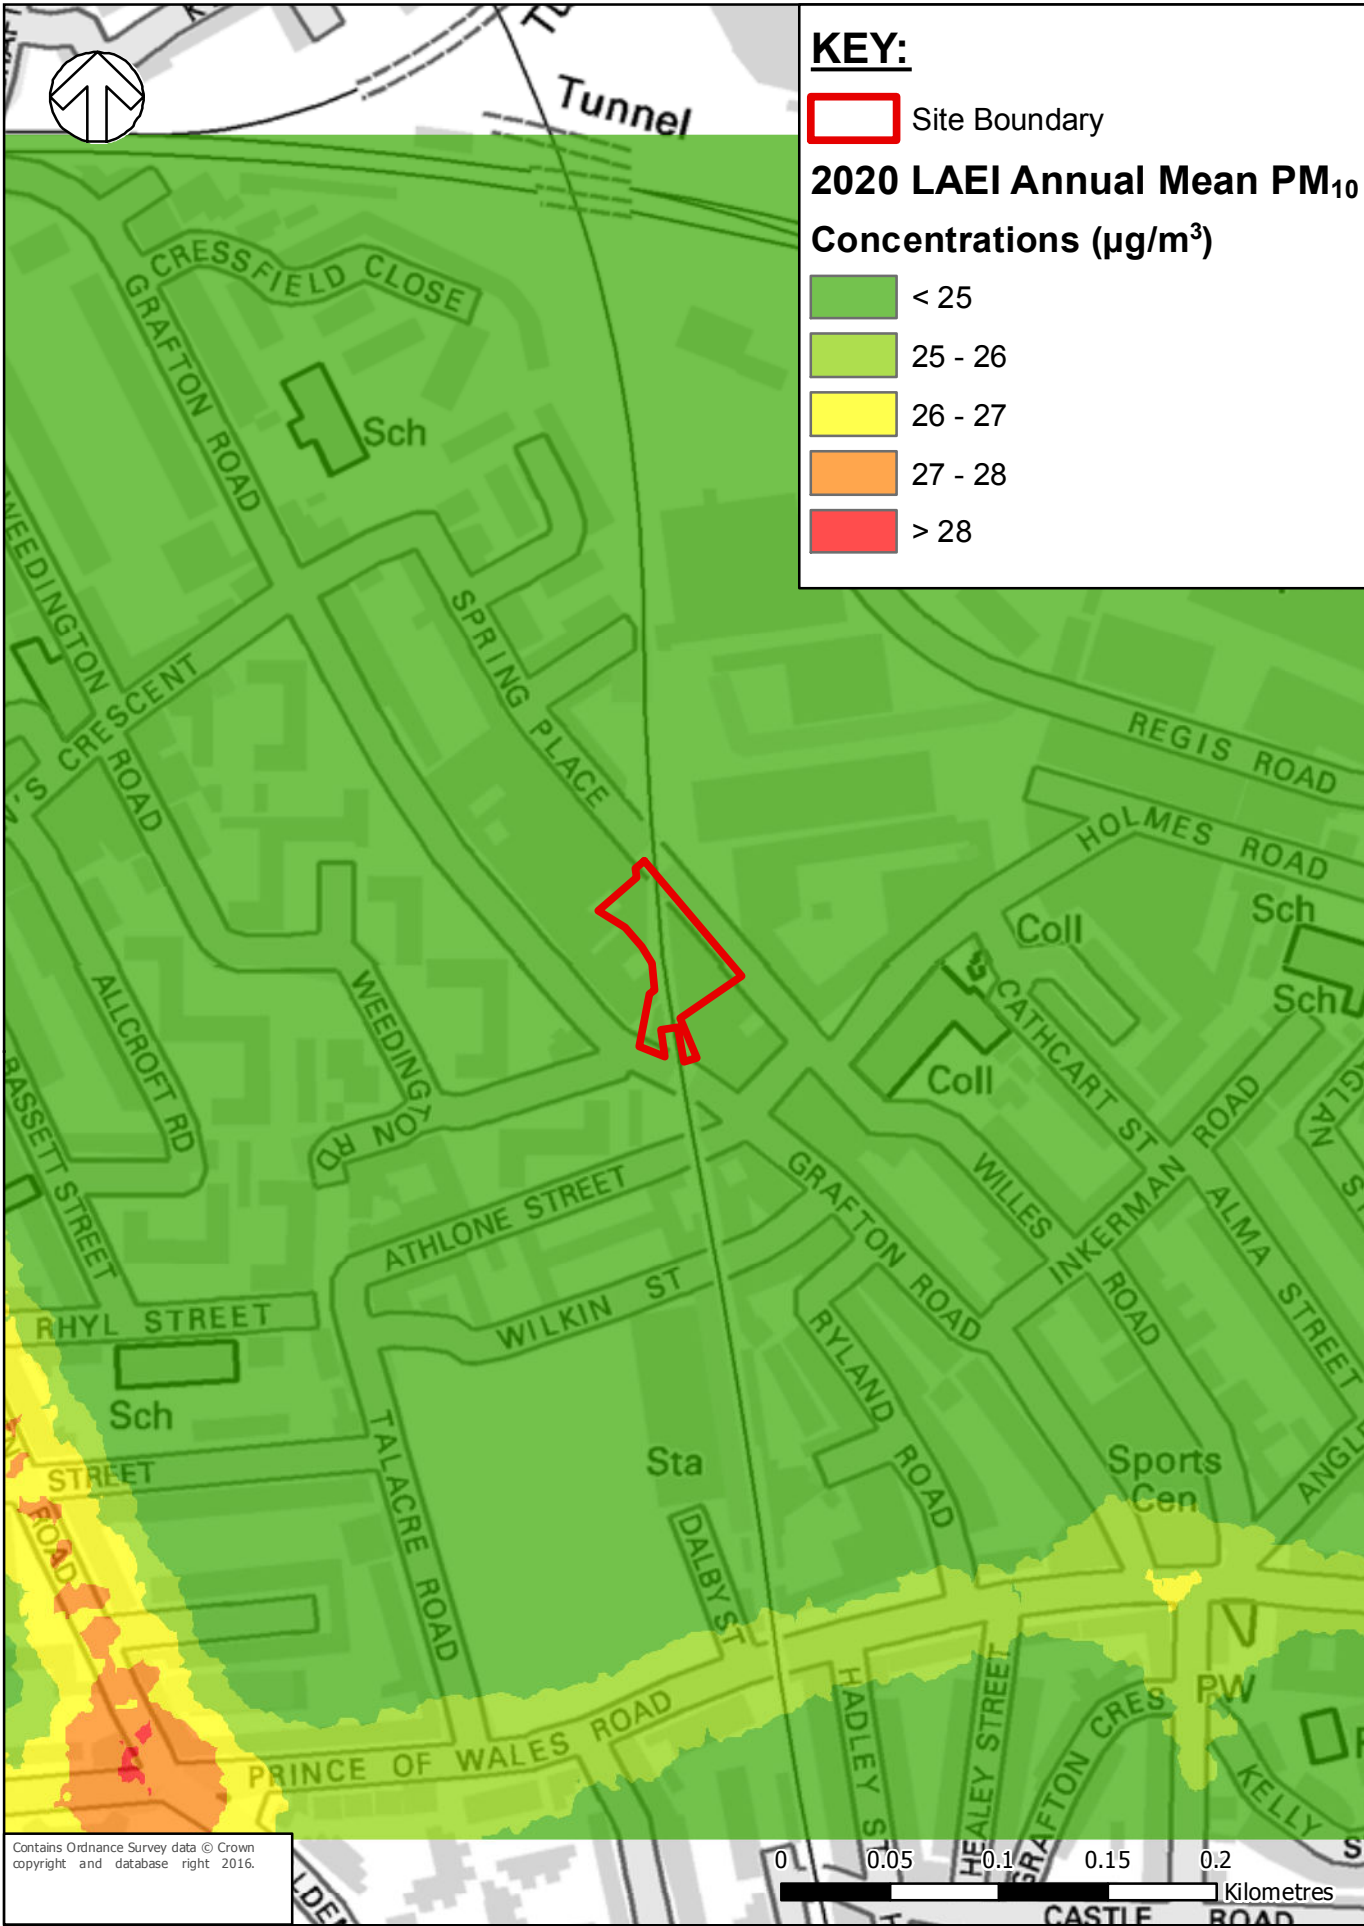 KEY:
Site Boundary
2020 LAEI Annual Mean PM₁₀
Concentrations (µg/m³)
< 25
25 - 26
26 - 27
27 - 28
> 28
Tunnel
CRESSFIELD CLOSE
GRAFTON ROAD
Sch
WEEDINGTON ROAD
CRESCENT
SPRING PLACE
REGIS ROAD
HOLMES ROAD
Sch
Sch
Coll
Coll
CATHCART ST
ALLCROFT RD
WEEDINGTON RD
BASSETT STREET
ATHLONE STREET
WILKIN ST
GRAFTON ROAD
WILLES ROAD
INKERMAN ROAD
ALMA STREET
RHYL STREET
Sch
STREET
ROAD
TALACRE ROAD
RYLAND ROAD
Sta
Sports
Cen
DALBY ST
PRINCE OF WALES ROAD
HADLEY ST
HEALEY STREET
GRAFTON CRES
PW
KELLY
CASTLE ROAD
Contains Ordnance Survey data © Crown
copyright and database right 2016.
0 0.05 0.1 0.15 0.2
Kilometres